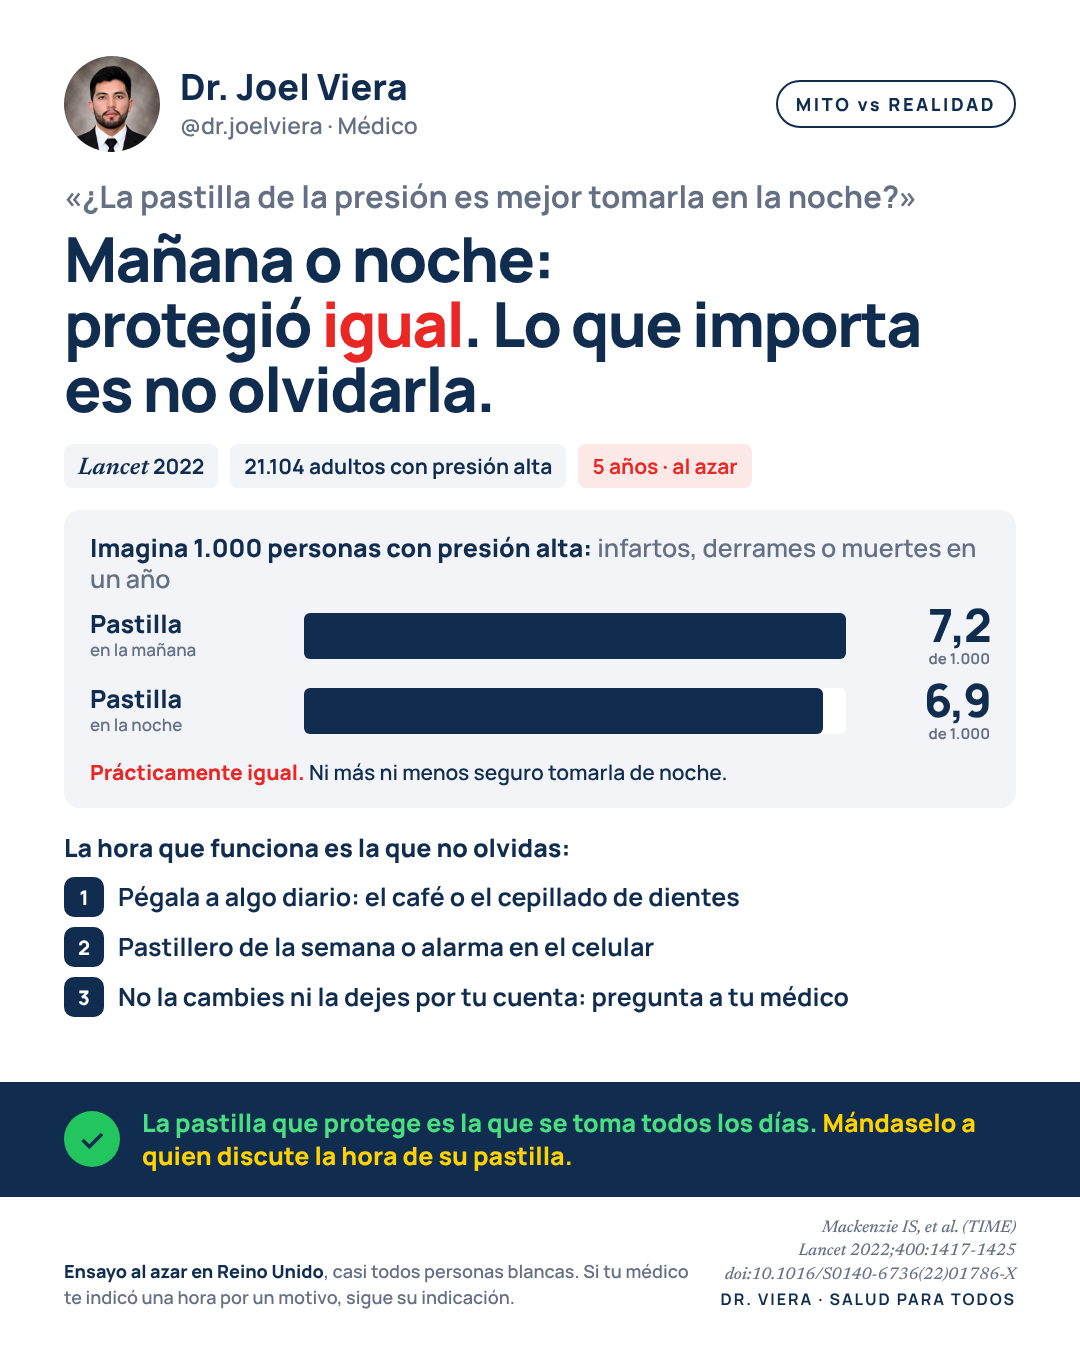 Dr. Joel Viera
@dr.joelviera · Médico
MITO vs REALIDAD
«¿La pastilla de la presión es mejor tomarla en la noche?»
Mañana o noche:
protegió igual. Lo que importa
es no olvidarla.
Lancet 2022
21.104 adultos con presión alta
5 años · al azar
Imagina 1.000 personas con presión alta: infartos, derrames o muertes en
un año
Pastilla
en la mañana
7,2
de 1.000
Pastilla
en la noche
6,9
de 1.000
Prácticamente igual. Ni más ni menos seguro tomarla de noche.
La hora que funciona es la que no olvidas:
1 Pégala a algo diario: el café o el cepillado de dientes
2 Pastillero de la semana o alarma en el celular
3 No la cambies ni la dejes por tu cuenta: pregunta a tu médico
La pastilla que protege es la que se toma todos los días. Mándaselo a
quien discute la hora de su pastilla.
Ensayo al azar en Reino Unido, casi todos personas blancas. Si tu médico
te indicó una hora por un motivo, sigue su indicación.
Mackenzie IS, et al. (TIME)
Lancet 2022;400:1417-1425
doi:10.1016/S0140-6736(22)01786-X
DR. VIERA · SALUD PARA TODOS